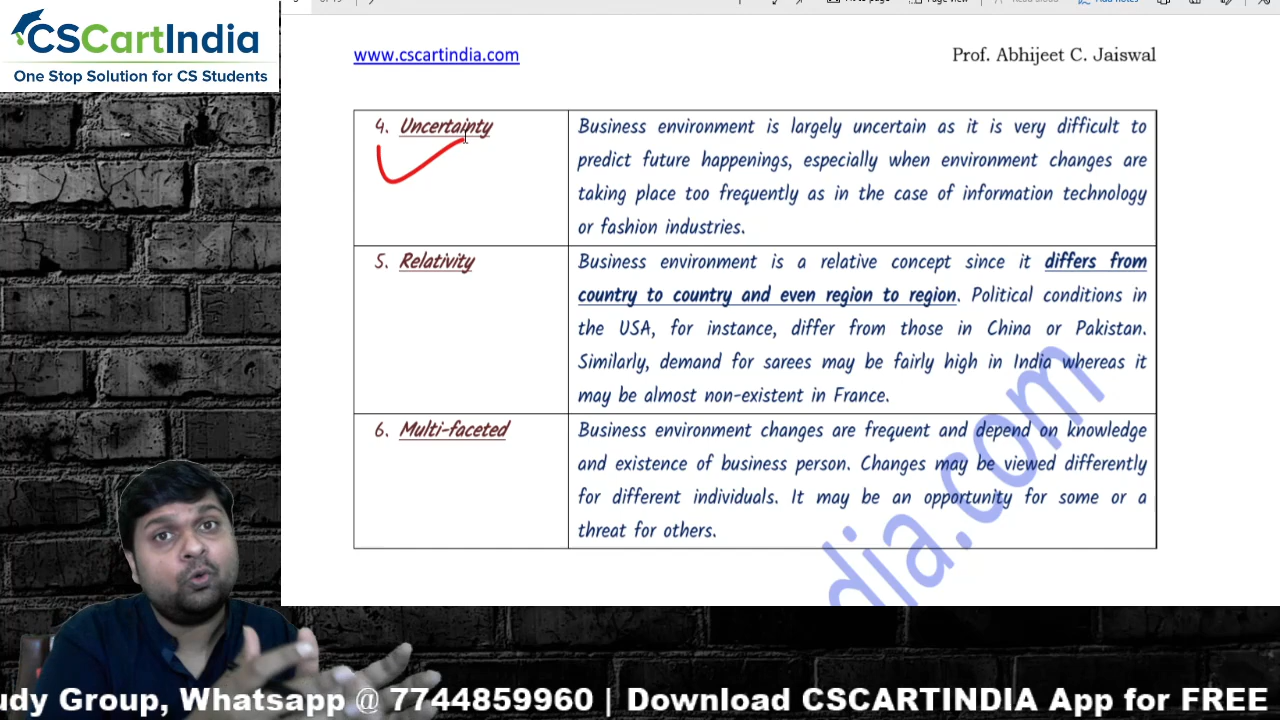 CSCartIndia
One Stop Solution for CS Students
www.cscartindia.com
Prof. Abhijeet C. Jaiswal
4. Uncertainty
Business environment is largely uncertain as it is very difficult to
predict future happenings, especially when environment changes are
taking place too frequently as in the case of information technology
or fashion industries.
5. Relativity
Business environment is a relative concept since it differs from
country to country and even region to region. Political conditions in
the USA, for instance, differ from those in China or Pakistan.
Similarly, demand for sarees may be fairly high in India whereas it
may be almost non-existent in France.
6. Multi-faceted
Business environment changes are frequent and depend on knowledge
and existence of business person. Changes may be viewed differently
for different individuals. It may be an opportunity for some or a
threat for others.
dia.com
udy Group, Whatsapp @ 7744859960 | Download CSCARTINDIA App for FREE